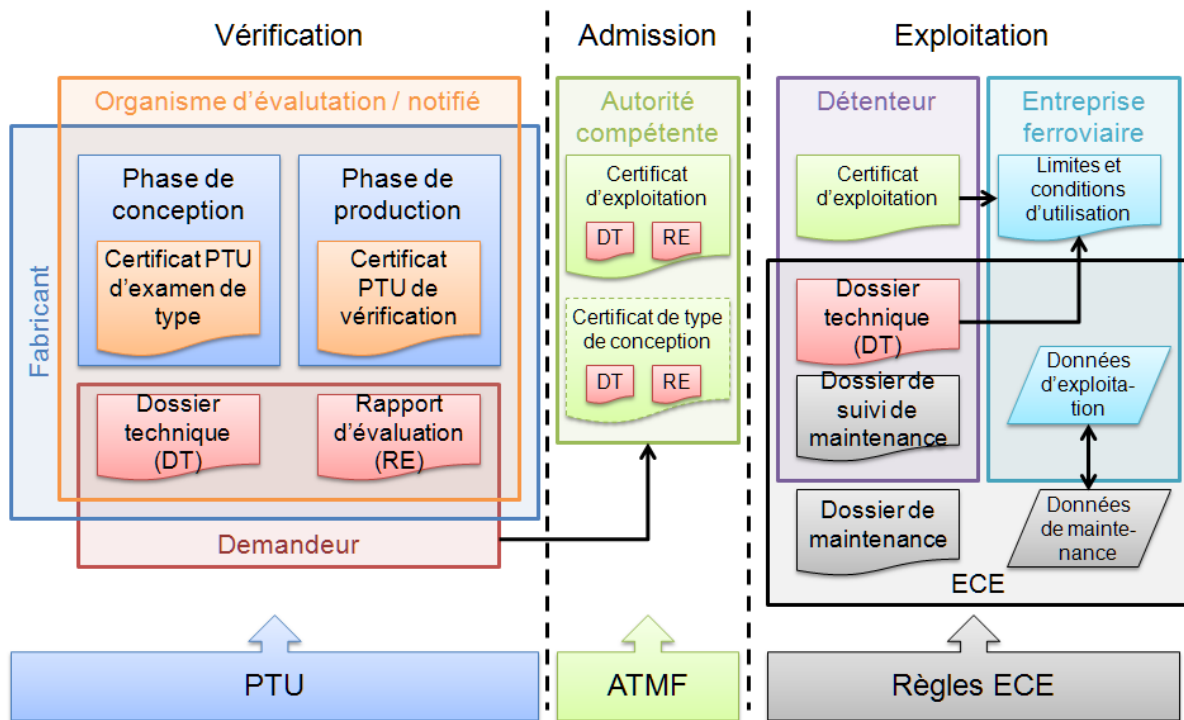 Vérification
Admission
Exploitation
Organisme d'évalutation / notifié
Fabricant
Phase de
conception
Certificat PTU
d'examen de
type
Phase de
production
Certificat
PTU de
vérification
Dossier
technique
(DT)
Rapport
d'évaluation
(RE)
Demandeur
Autorité
compétente
Certificat
d'exploitation
DT
RE
Certificat de type
de conception
DT
RE
Détenteur
Certificat
d'exploitation
Dossier
technique
(DT)
Dossier de
suivi de
maintenance
Dossier de
maintenance
Entreprise
ferroviaire
Limites et
conditions
d'utilisation
Données
d'exploita-
tion
Données
de mainte-
nance
ECE
PTU
ATMF
Règles ECE